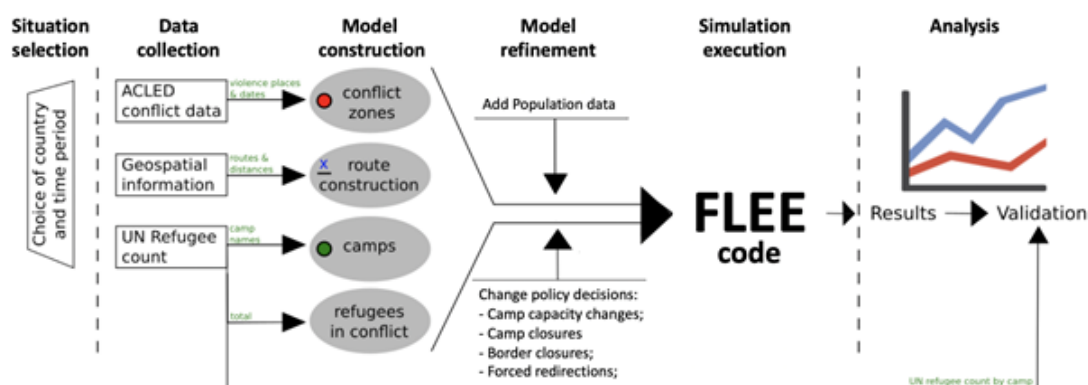 Situation
selection
Data
collection
Model
construction
Model
refinement
Simulation
execution
Analysis
Choice of country
and time period
ACLED
conflict data
violence places
& dates
conflict
zones
Geospatial
information
routes &
distances
x
route
construction
UN Refugee
count
camp
names
camps
total
refugees
in conflict
Add Population data
Change policy decisions:
- Camp capacity changes;
- Camp closures
- Border closures;
- Forced redirections;
FLEE
code
Results
Validation
UN refugee count by camp